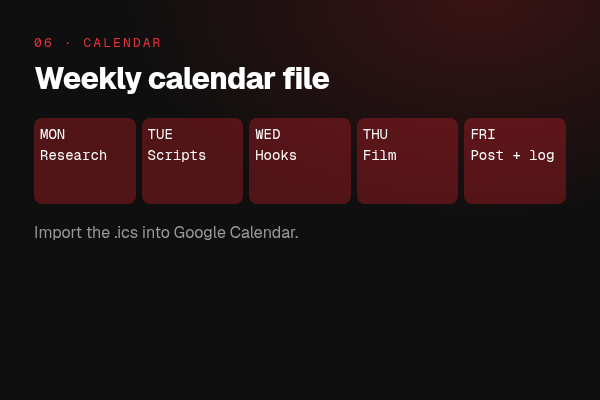 06 · CALENDAR
Weekly calendar file
MON TUE WED THU FRI
Research Scripts Hooks Film Post + log
Import the .ics into Google Calendar.